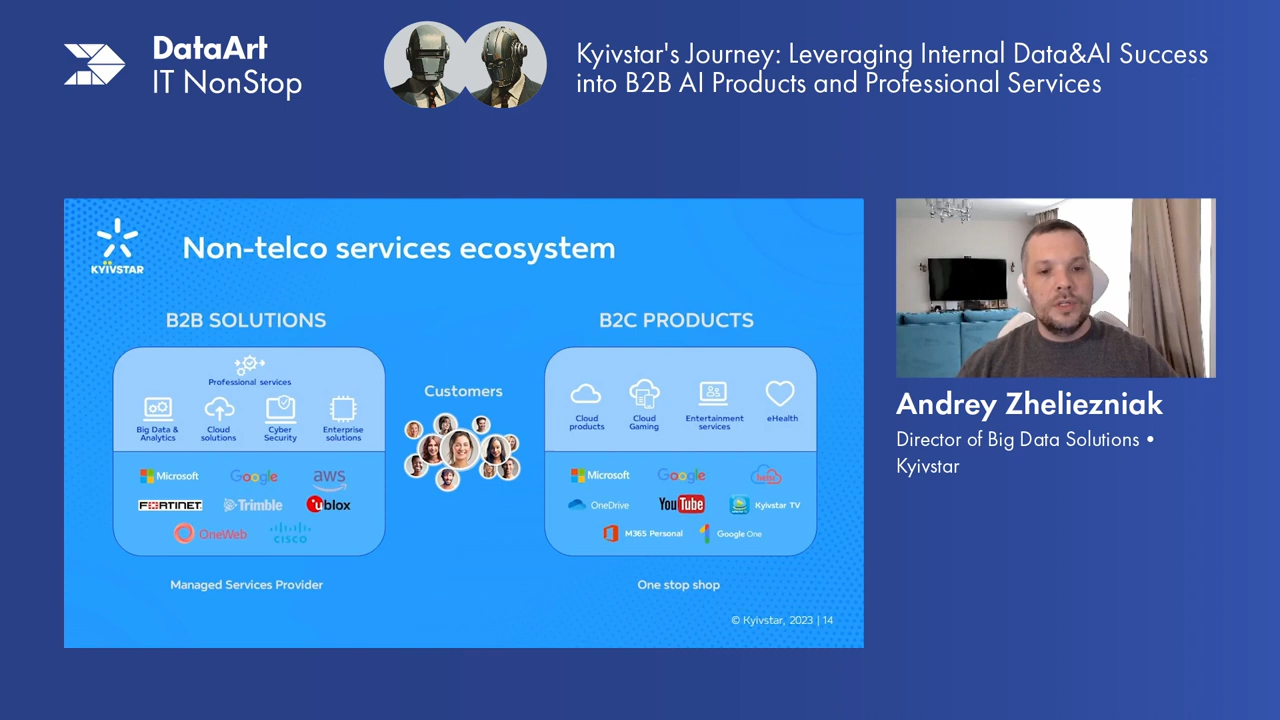 DataArt
IT NonStop
Kyivstar's Journey: Leveraging Internal Data&AI Success
into B2B AI Products and Professional Services
KYЇVSTAR
Non-telco services ecosystem
B2B SOLUTIONS
Professional services
Big Data &
Analytics
Cloud
solutions
Cyber
Security
Enterprise
solutions
Microsoft
Google
aws
FORTINET
Trimble
ublox
OneWeb
CISCO
Managed Services Provider
Customers
B2C PRODUCTS
Cloud
products
Cloud
Gaming
Entertainment
services
eHealth
Microsoft
Google
OneDrive
YouTube
Kyivstar TV
M365 Personal
Google One
One stop shop
© Kyivstar, 2023 | 14
Andrey Zheliezniak
Director of Big Data Solutions •
Kyivstar